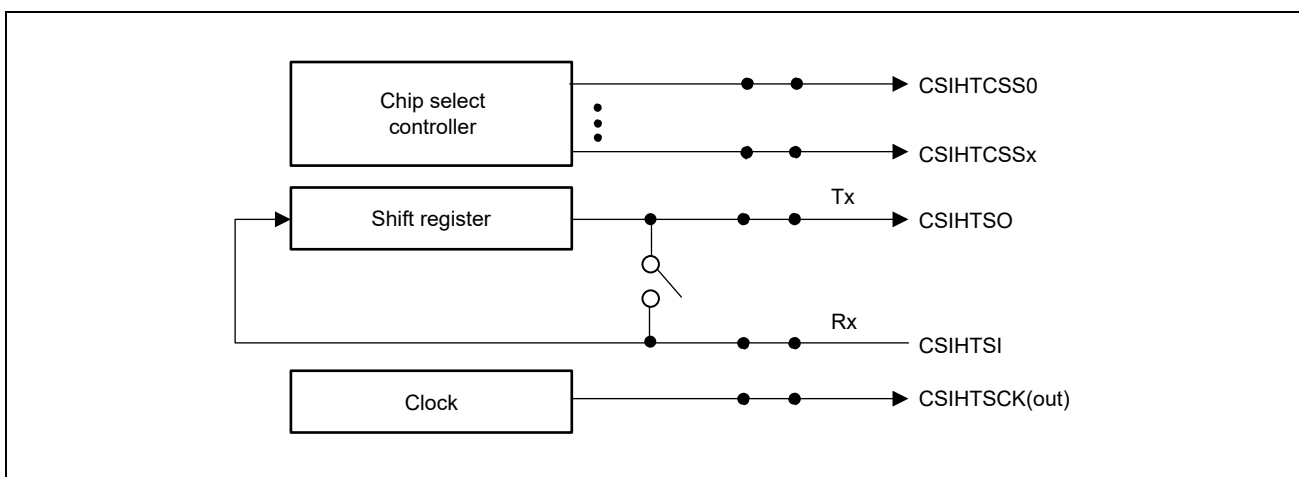 Chip select
controller
CSIHTCSS0
CSIHTCSSx
Shift register
Tx
CSIHTSO
Rx
CSIHTSI
Clock
CSIHTSCK(out)